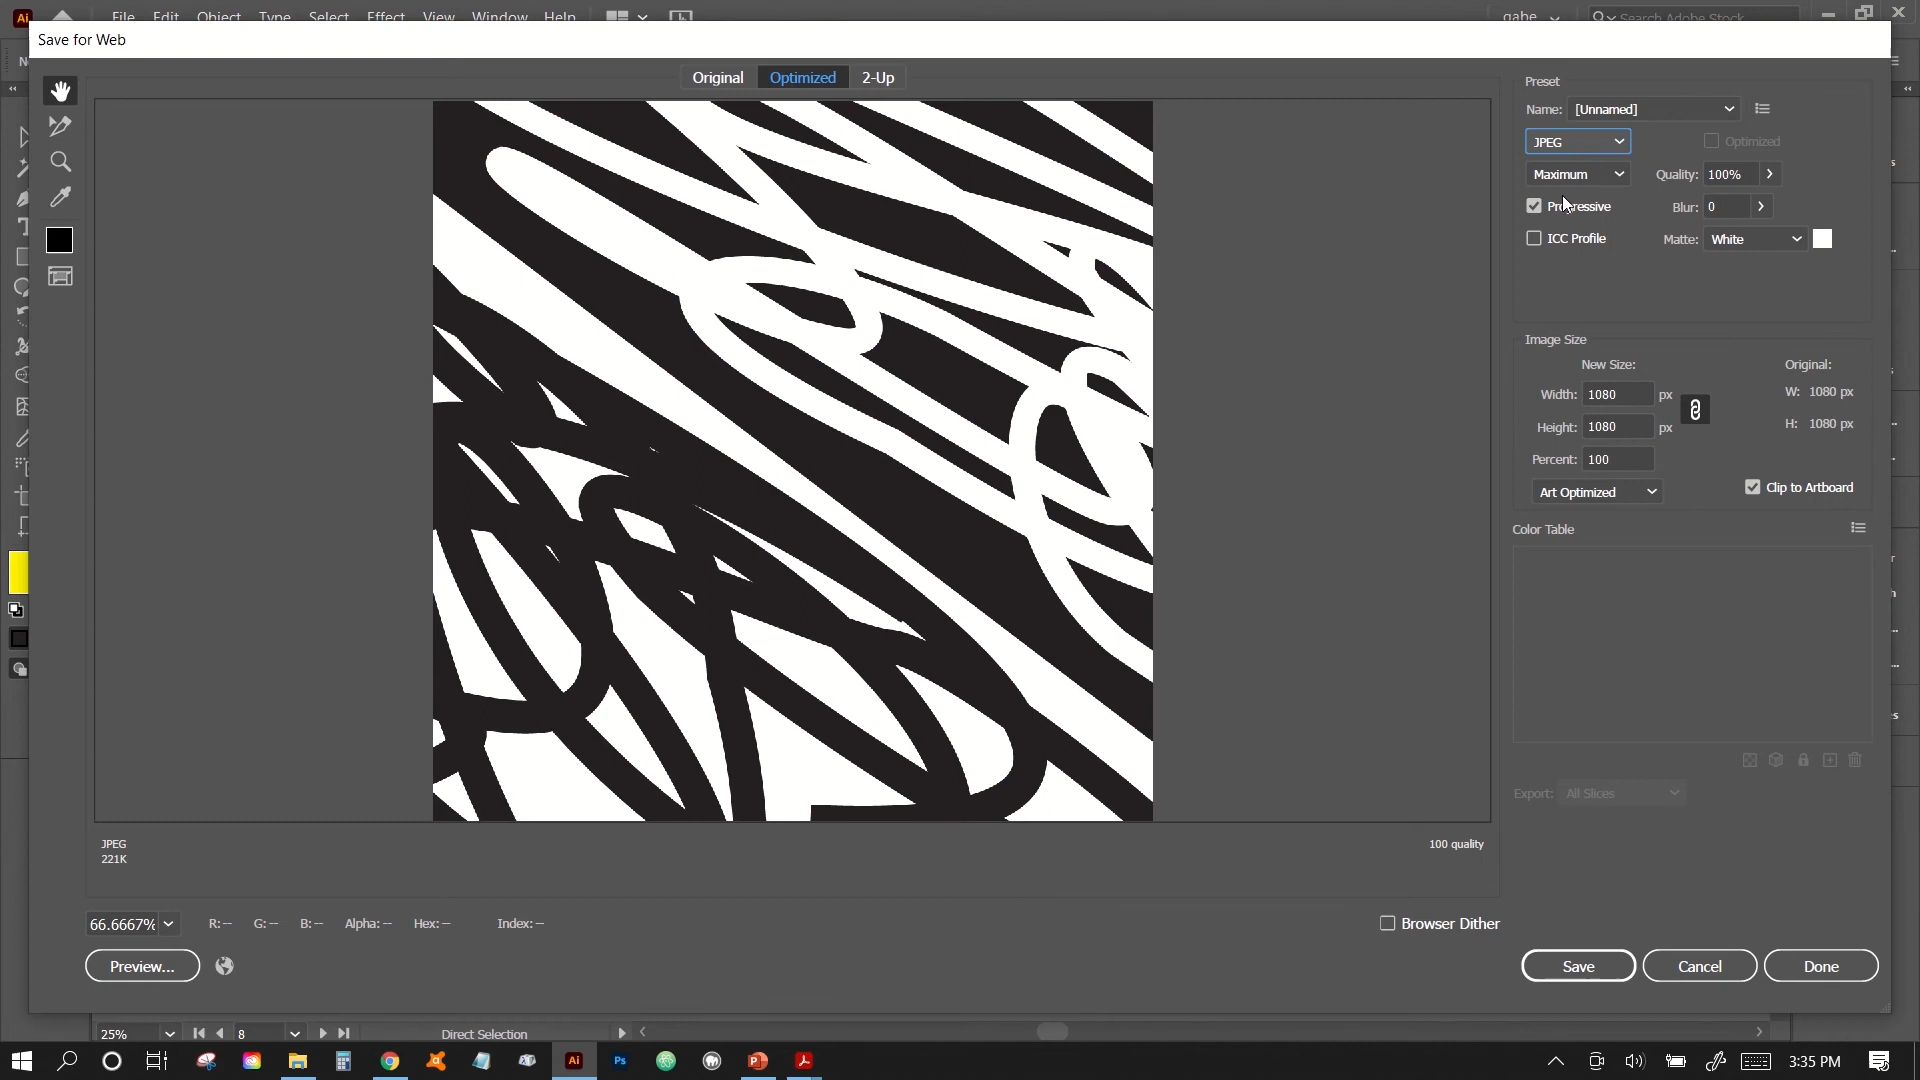 Ai File Edit Object Type Select Effect View Window Help gabe Search Adobe Stock
Save for Web
Original Optimized 2-Up
Preset
Name: [Unnamed]
JPEG Optimized
Maximum Quality: 100%
Progressive Blur: 0
ICC Profile Matte: White
Image Size
New Size: Original:
Width: 1080 px W: 1080 px
Height: 1080 px H: 1080 px
Percent: 100
Art Optimized Clip to Artboard
Color Table
Export: All Slices
JPEG 100 quality
221K
66.6667% R: -- G: -- B: -- Alpha: -- Hex: -- Index: -- Browser Dither
Preview... Save Cancel Done
25% 8 Direct Selection
Ai Ps 3:35 PM